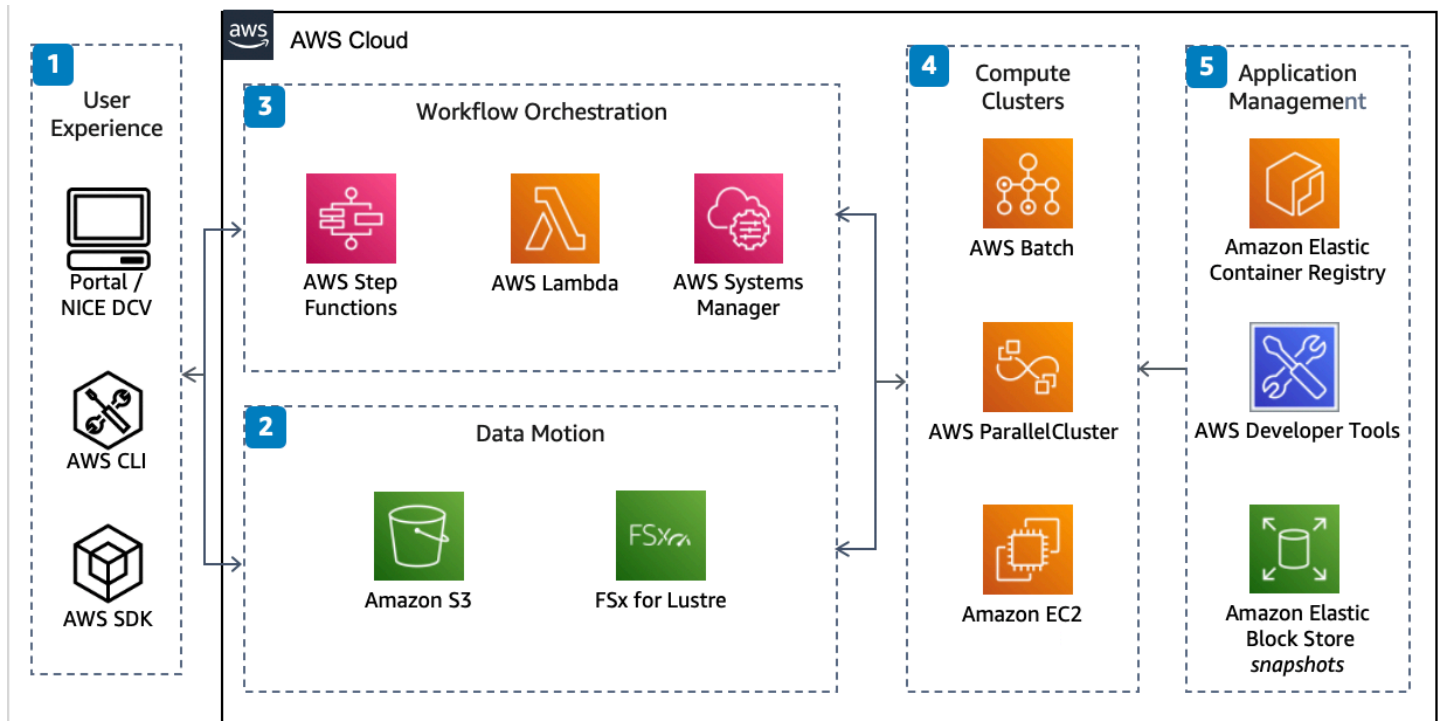 aws
AWS Cloud
1
User
Experience
Portal /
NICE DCV
AWS CLI
AWS SDK
3
Workflow Orchestration
AWS Step
Functions
AWS Lambda
AWS Systems
Manager
2
Data Motion
Amazon S3
FSx
FSx for Lustre
4
Compute
Clusters
AWS Batch
AWS ParallelCluster
Amazon EC2
5
Application
Management
Amazon Elastic
Container Registry
AWS Developer Tools
Amazon Elastic
Block Store
snapshots